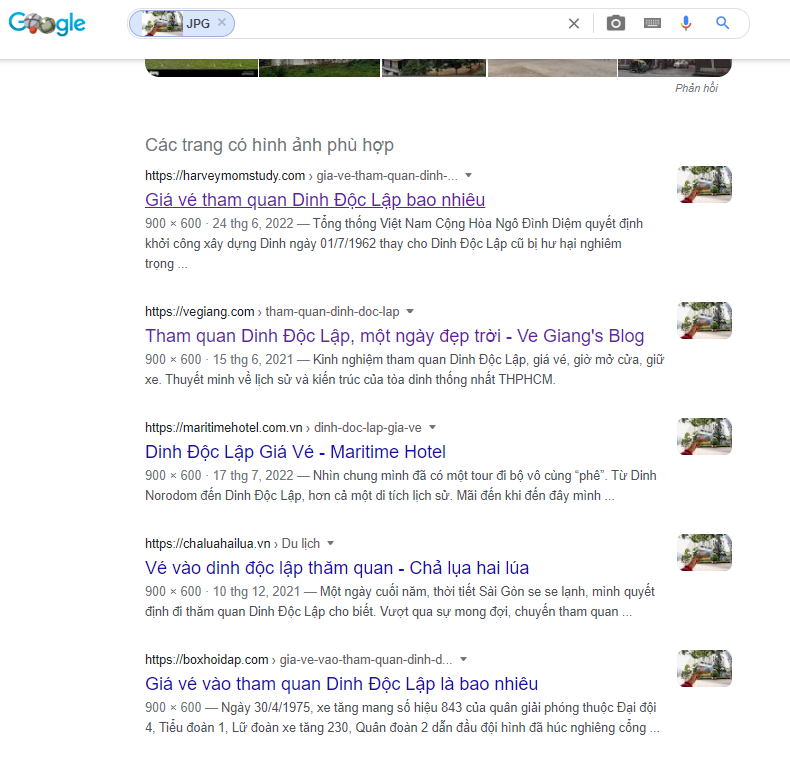 Google
JPG
Phản hồi
Các trang có hình ảnh phù hợp
https://harveymomstudy.com › gia-ve-tham-quan-dinh-...
Giá vé tham quan Dinh Độc Lập bao nhiêu
900 × 600 · 24 thg 6, 2022 — Tổng thống Việt Nam Cộng Hòa Ngô Đình Diệm quyết định
khởi công xây dựng Dinh ngày 01/7/1962 thay cho Dinh Độc Lập cũ bị hư hại nghiêm
trọng ...
https://vegiang.com › tham-quan-dinh-doc-lap
Tham quan Dinh Độc Lập, một ngày đẹp trời - Ve Giang's Blog
900 × 600 · 15 thg 6, 2021 — Kinh nghiệm tham quan Dinh Độc Lập, giá vé, giờ mở cửa, giữ
xe. Thuyết minh về lịch sử và kiến trúc của tòa dinh thống nhất THPHCM.
https://maritimehotel.com.vn › dinh-doc-lap-gia-ve
Dinh Độc Lập Giá Vé - Maritime Hotel
900 × 600 · 17 thg 7, 2022 — Nhìn chung mình đã có một tour đi bộ vô cùng “phê”. Từ Dinh
Norodom đến Dinh Độc Lập, hơn cả một di tích lịch sử. Mãi đến khi đến đây mình ...
https://chaluahailua.vn › Du lịch
Vé vào dinh độc lập thăm quan - Chả lụa hai lúa
900 × 600 · 10 thg 12, 2021 — Một ngày cuối năm, thời tiết Sài Gòn se se lạnh, mình quyết
định đi thăm quan Dinh Độc Lập cho biết. Vượt qua sự mong đợi, chuyến tham quan ...
https://boxhoidap.com › gia-ve-vao-tham-quan-dinh-d...
Giá vé vào tham quan Dinh Độc Lập là bao nhiêu
900 × 600 — Ngày 30/4/1975, xe tăng mang số hiệu 843 của quân giải phóng thuộc Đại đội
4, Tiểu đoàn 1, Lữ đoàn xe tăng 230, Quân đoàn 2 dẫn đầu đội hình đã húc nghiêng cổng ...